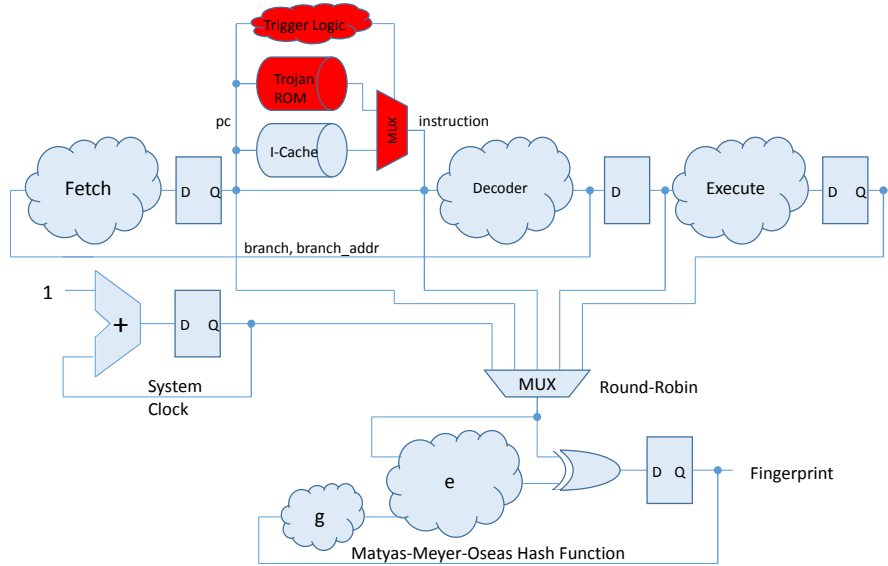 Trigger Logic
Trojan
ROM
pc
MUX
instruction
I-Cache
Fetch
D Q
Decoder
D
Execute
D Q
branch, branch_addr
1
+
D Q
System
Clock
MUX
Round-Robin
e
D Q
Fingerprint
g
Matyas-Meyer-Oseas Hash Function